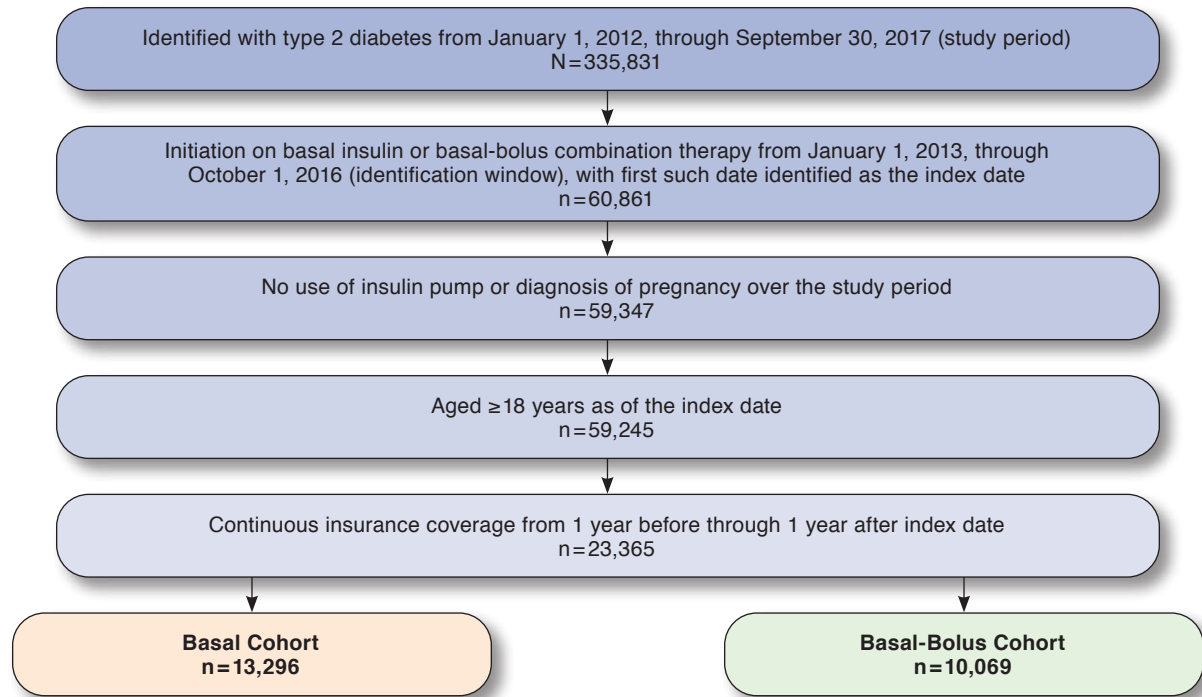 Identified with type 2 diabetes from January 1, 2012, through September 30, 2017 (study period)
N=335,831
Initiation on basal insulin or basal-bolus combination therapy from January 1, 2013, through
October 1, 2016 (identification window), with first such date identified as the index date
n=60,861
No use of insulin pump or diagnosis of pregnancy over the study period
n=59,347
Aged ≥18 years as of the index date
n=59,245
Continuous insurance coverage from 1 year before through 1 year after index date
n=23,365
Basal Cohort
n=13,296
Basal-Bolus Cohort
n=10,069